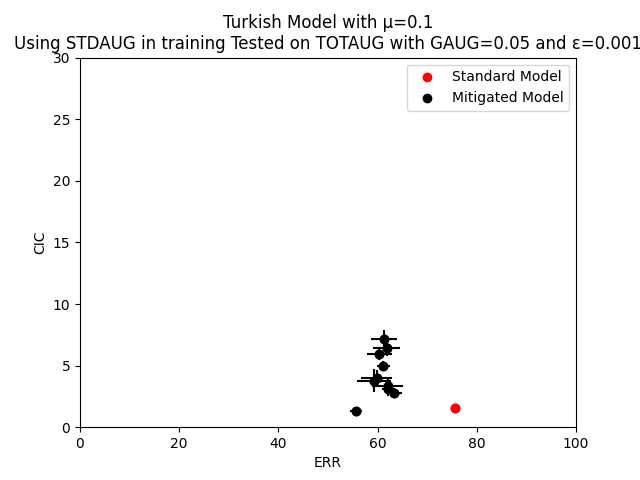 Turkish Model with μ=0.1
Using STDAUG in training Tested on TOTAUG with GAUG=0.05 and ε=0.001
30
25
20
15
10
5
0
CIC
Standard Model
Mitigated Model
0 20 40 60 80 100
ERR